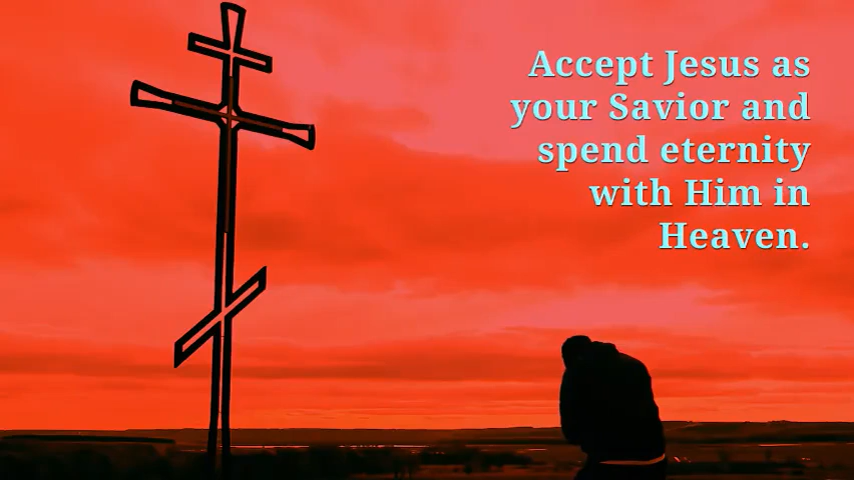 Accept Jesus as
your Savior and
spend eternity
with Him in
Heaven.